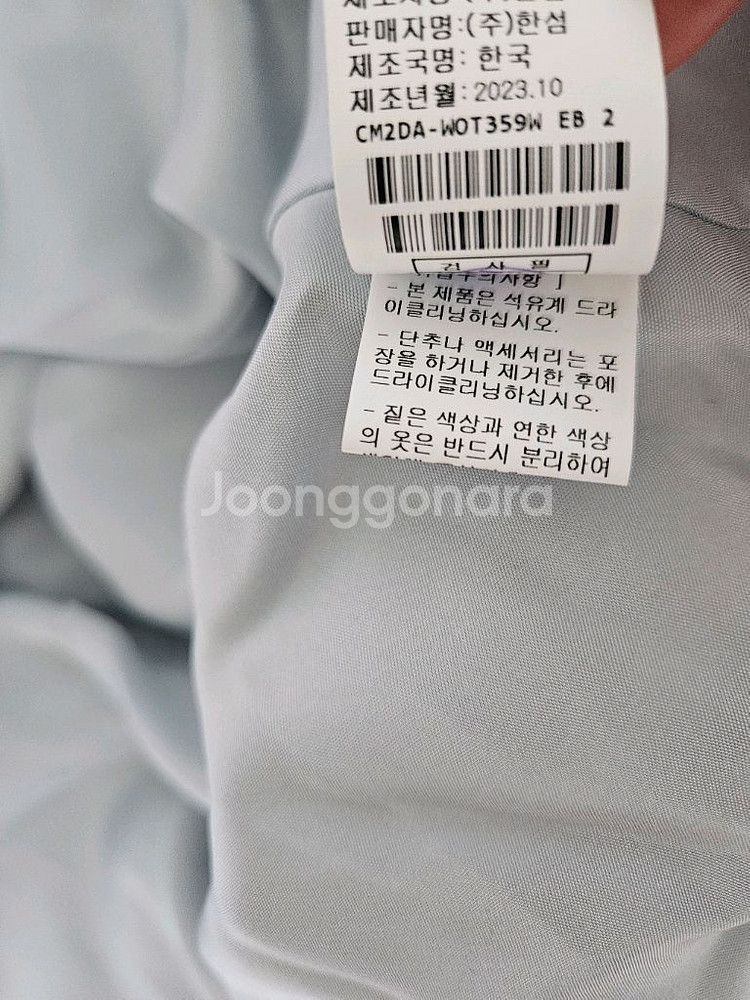 판매자명:(주)한섬
제조국명: 한국
제조년월:2023.10
CM2DA-WOT359W EB 2
검 사 필
- 본 제품은 석유계 드라
이클리닝하십시오.
- 단추나 액세서리는 포
장을 하거나 제거한 후에
드라이클리닝하십시오.
- 짙은 색상과 연한 색상
의 옷은 반드시 분리하여
Joonggonara